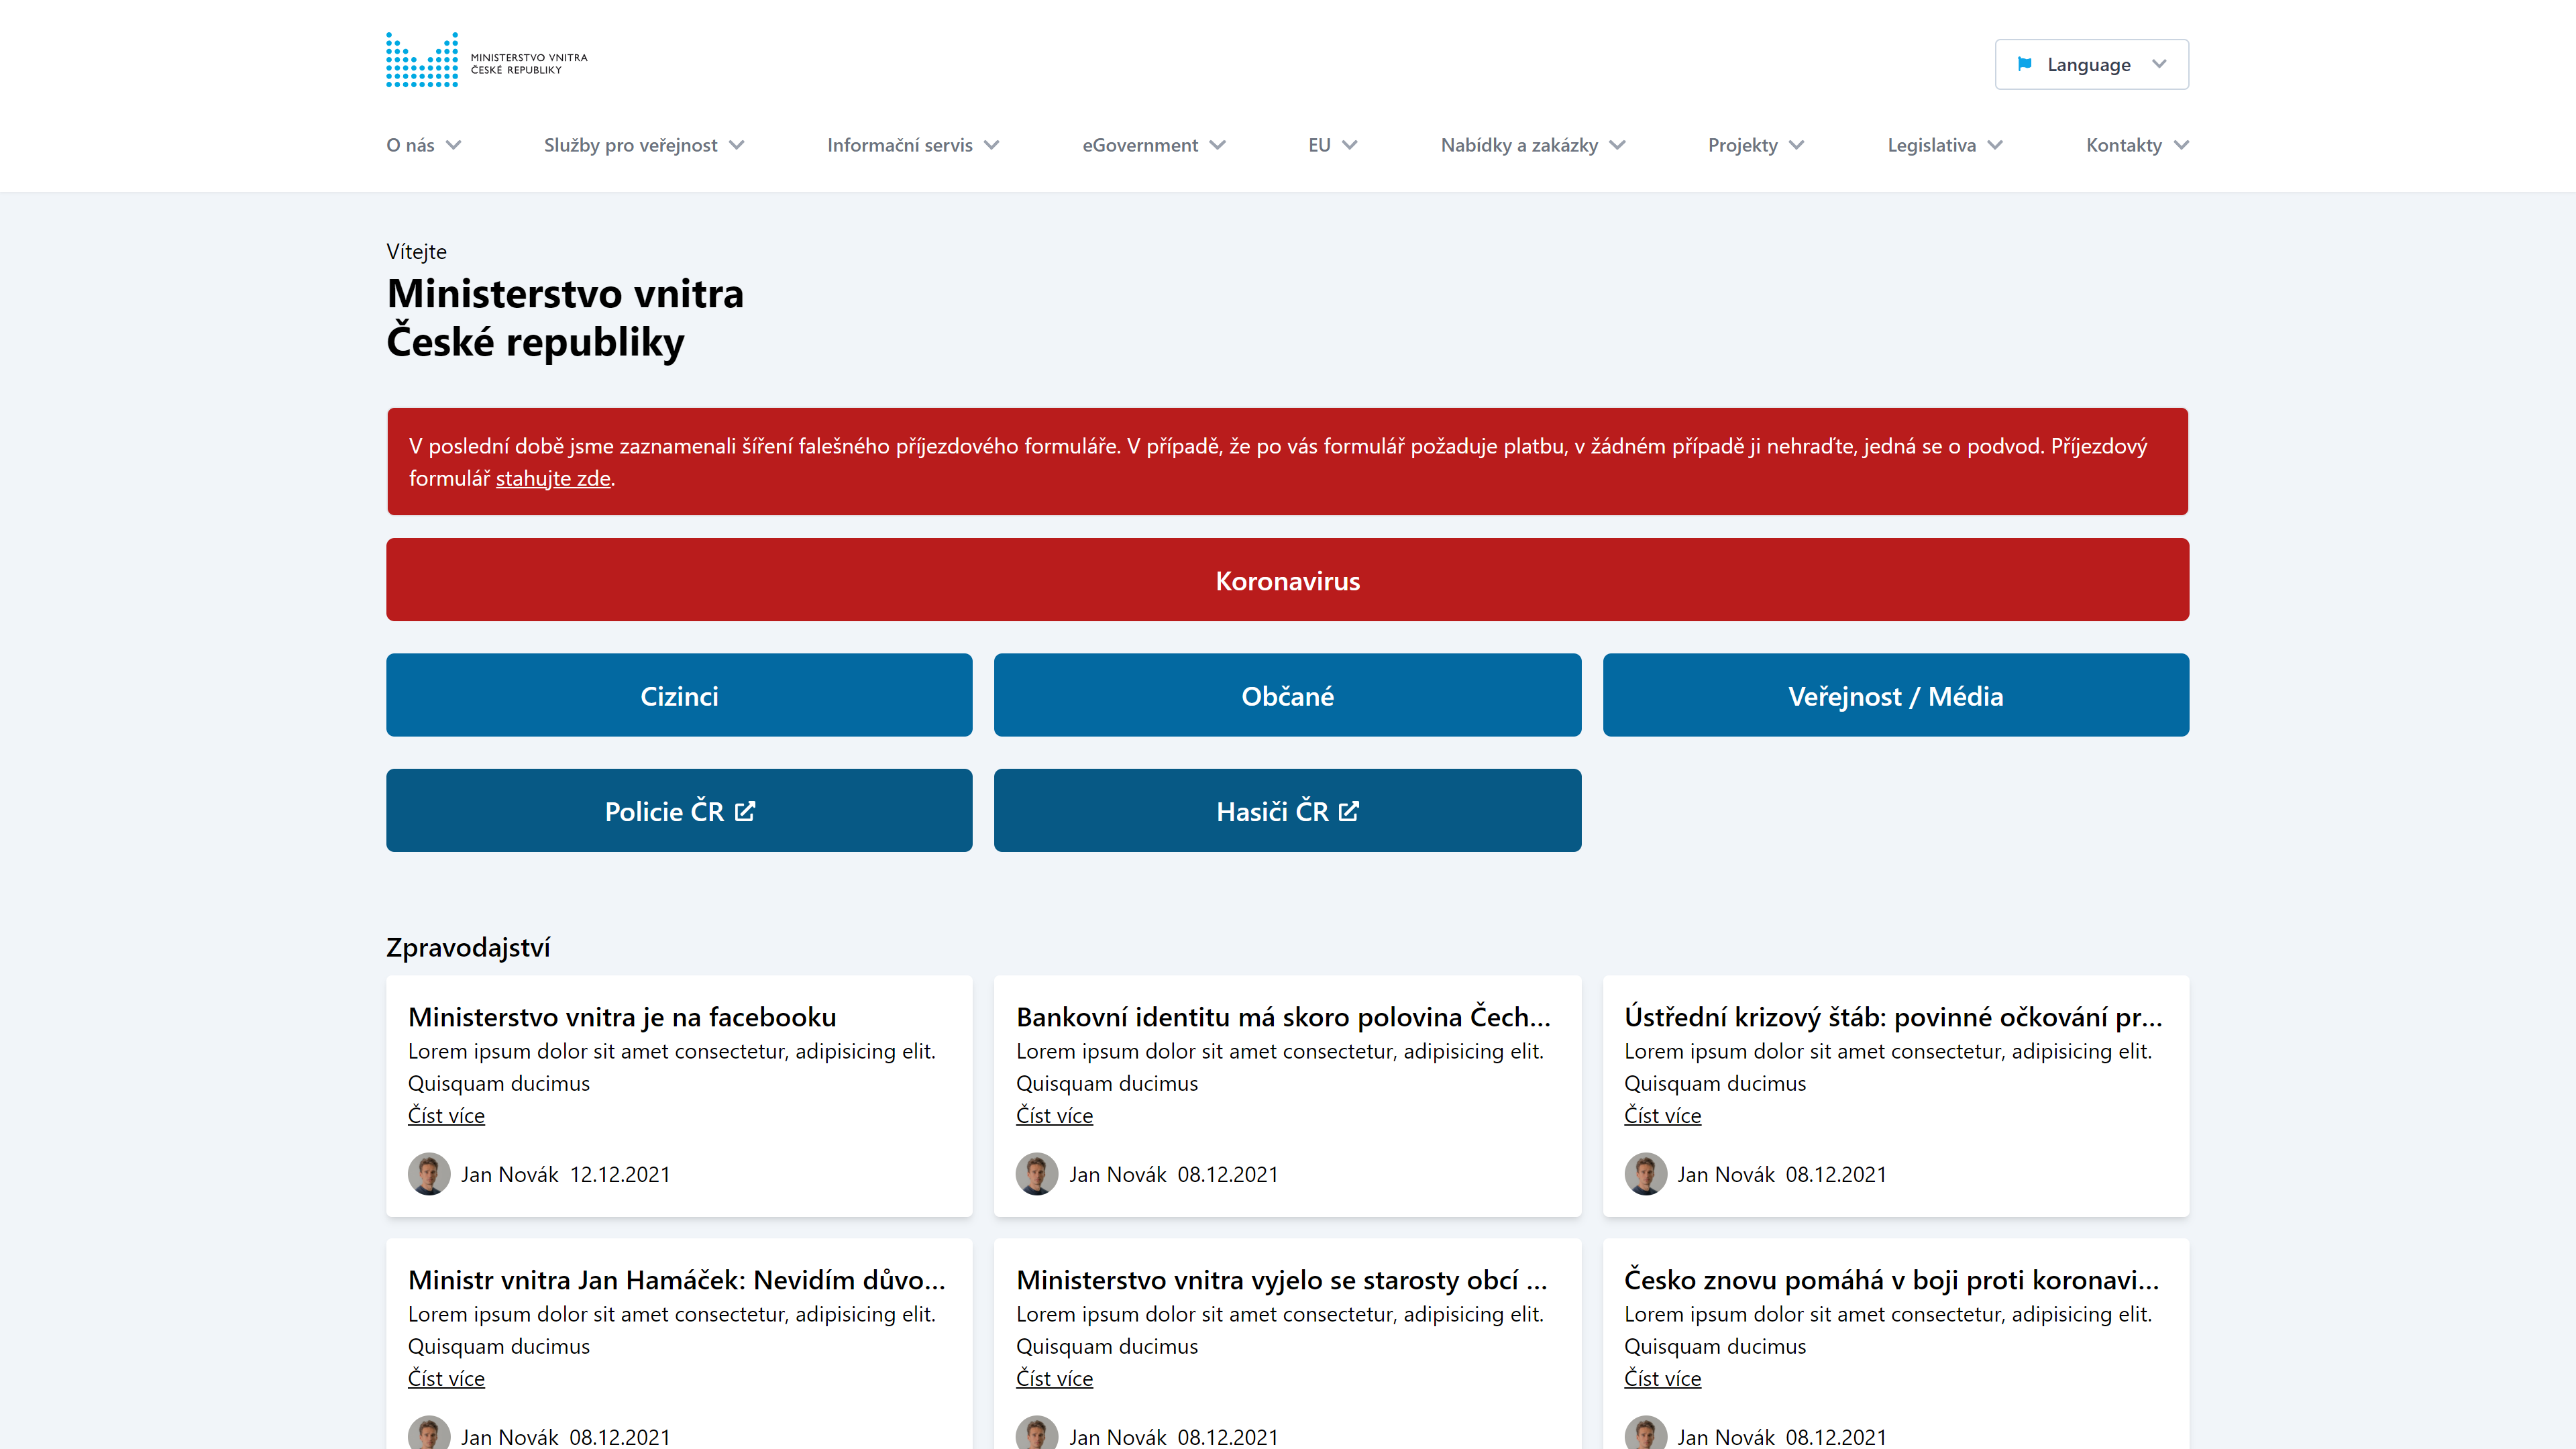 MINISTERSTVO VNITRA
ČESKÉ REPUBLIKY
Language
O nás
Služby pro veřejnost
Informační servis
eGovernment
EU
Nabídky a zakázky
Projekty
Legislativa
Kontakty
Vítejte
Ministerstvo vnitra
České republiky
V poslední době jsme zaznamenali šíření falešného příjezdového formuláře. V případě, že po vás formulář požaduje platbu, v žádném případě ji nehraďte, jedná se o podvod. Příjezdový
formulář stahujte zde.
Koronavirus
Cizinci
Občané
Veřejnost / Média
Policie ČR
Hasiči ČR
Zpravodajství
Ministerstvo vnitra je na facebooku
Lorem ipsum dolor sit amet consectetur, adipisicing elit.
Quisquam ducimus
Číst více
Jan Novák 12.12.2021
Bankovní identitu má skoro polovina Čech...
Lorem ipsum dolor sit amet consectetur, adipisicing elit.
Quisquam ducimus
Číst více
Jan Novák 08.12.2021
Ústřední krizový štáb: povinné očkování pr...
Lorem ipsum dolor sit amet consectetur, adipisicing elit.
Quisquam ducimus
Číst více
Jan Novák 08.12.2021
Ministr vnitra Jan Hamáček: Nevidím důvo...
Lorem ipsum dolor sit amet consectetur, adipisicing elit.
Quisquam ducimus
Číst více
Jan Novák 08.12.2021
Ministerstvo vnitra vyjelo se starosty obcí ...
Lorem ipsum dolor sit amet consectetur, adipisicing elit.
Quisquam ducimus
Číst více
Jan Novák 08.12.2021
Česko znovu pomáhá v boji proti koronavi...
Lorem ipsum dolor sit amet consectetur, adipisicing elit.
Quisquam ducimus
Číst více
Jan Novák 08.12.2021